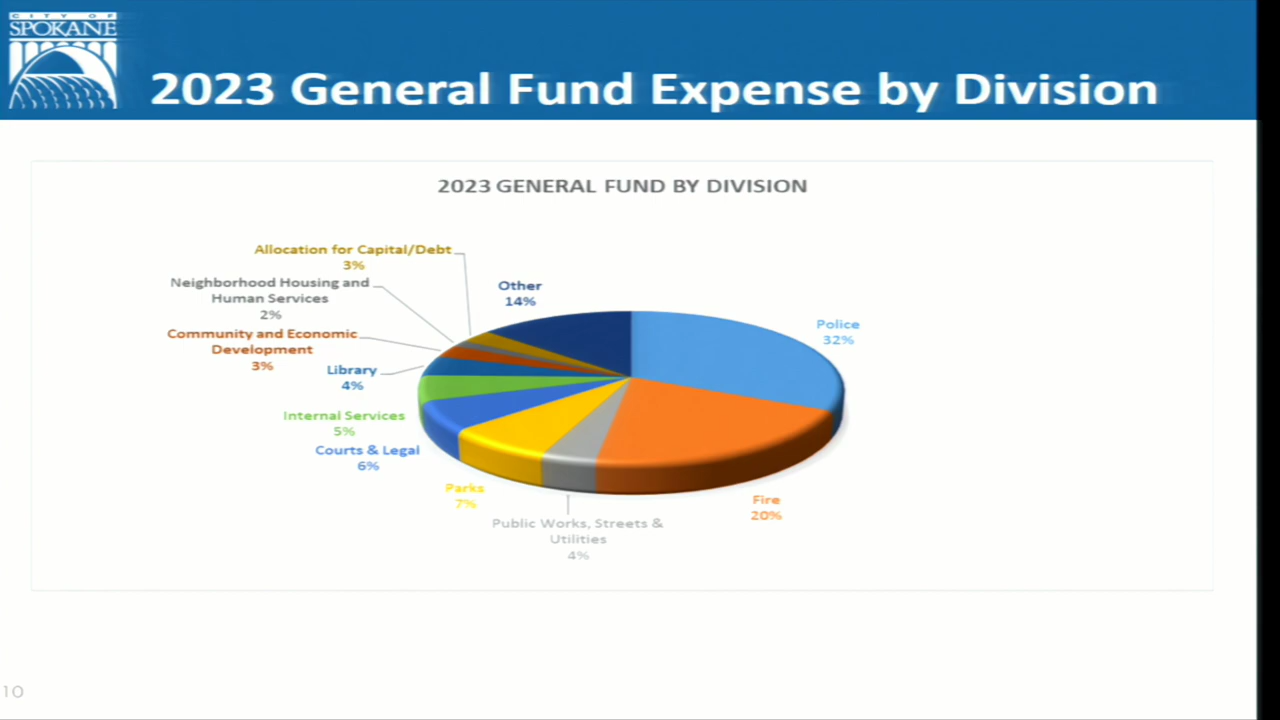 CITY OF
SPOKANE
2023 General Fund Expense by Division
2023 GENERAL FUND BY DIVISION
Allocation for Capital/Debt
3%
Neighborhood Housing and
Human Services
2%
Community and Economic
Development
3%
Library
4%
Internal Services
5%
Courts & Legal
6%
Parks
7%
Public Works, Streets &
Utilities
4%
Fire
20%
Police
32%
Other
14%
10